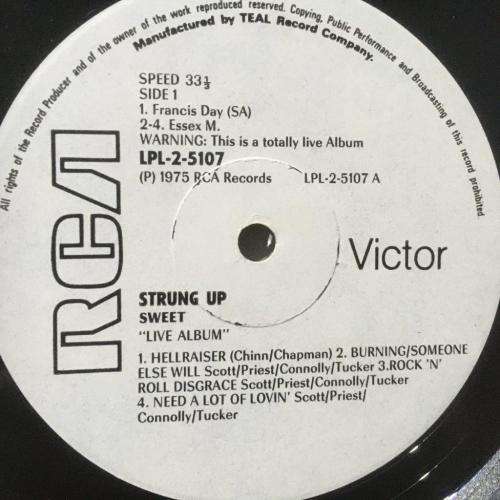 All rights of the Record Producer and of the owner of the work reproduced reserved. Copying, Public Performance and Broadcasting of this record prohibited.
Manufactured by TEAL Record Company.
SPEED 33⅓
SIDE 1
1. Francis Day (SA)
2-4. Essex M.
WARNING: This is a totally live Album
LPL-2-5107
(P) 1975 RCA Records LPL-2-5107 A
RCA
Victor
STRUNG UP
SWEET
"LIVE ALBUM"
1. HELLRAISER (Chinn/Chapman) 2. BURNING/SOMEONE
ELSE WILL Scott/Priest/Connolly/Tucker 3.ROCK 'N'
ROLL DISGRACE Scott/Priest/Connolly/Tucker
4. NEED A LOT OF LOVIN' Scott/Priest/
Connolly/Tucker